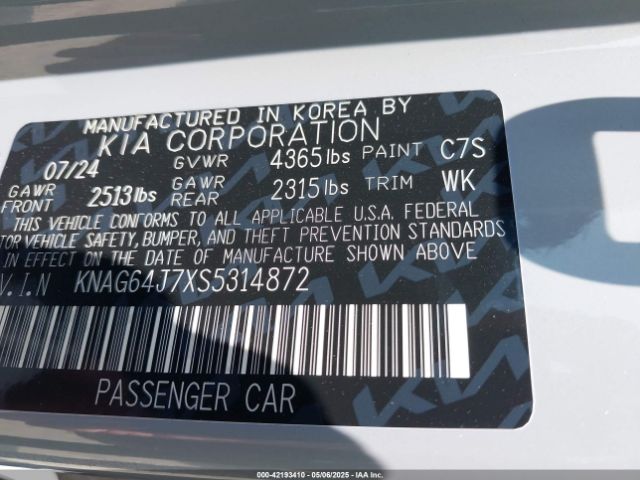 MANUFACTURED IN KOREA BY
KIA CORPORATION
07/24 GVWR 4365 lbs PAINT C7S
GAWR FRONT 2513 lbs GAWR REAR 2315 lbs TRIM WK
THIS VEHICLE CONFORMS TO ALL APPLICABLE U.S.A. FEDERAL
TOR VEHICLE SAFETY, BUMPER, AND THEFT PREVENTION STANDARDS
IN EFFECT ON THE DATE OF MANUFACTURE SHOWN ABOVE
V.I.N KNAG64J7XS5314872
PASSENGER CAR
000-42193410 - 05/06/2025 - IAA Inc.